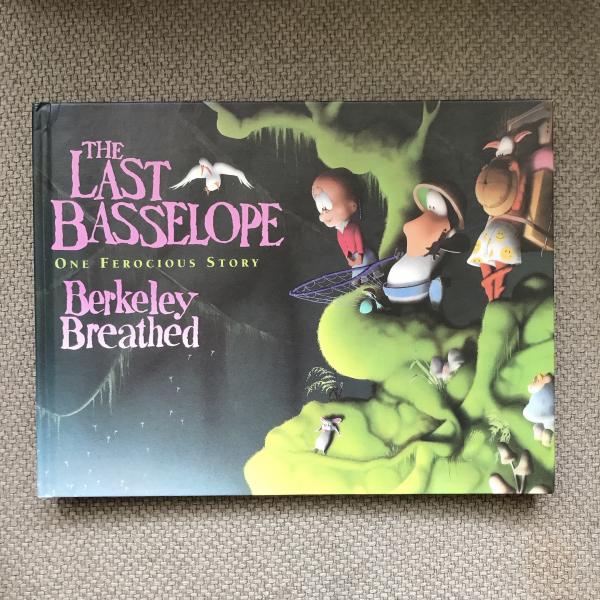 THE
LAST
BASSELOPE
ONE FEROCIOUS STORY
Berkeley
Breathed